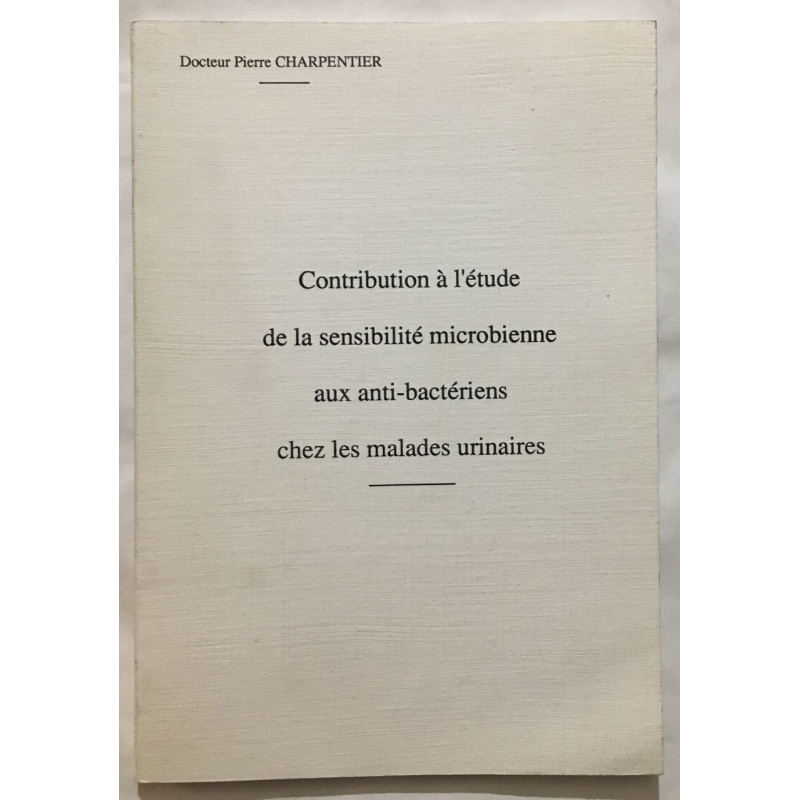 Docteur Pierre CHARPENTIER
Contribution à l'étude
de la sensibilité microbienne
aux anti-bactériens
chez les malades urinaires